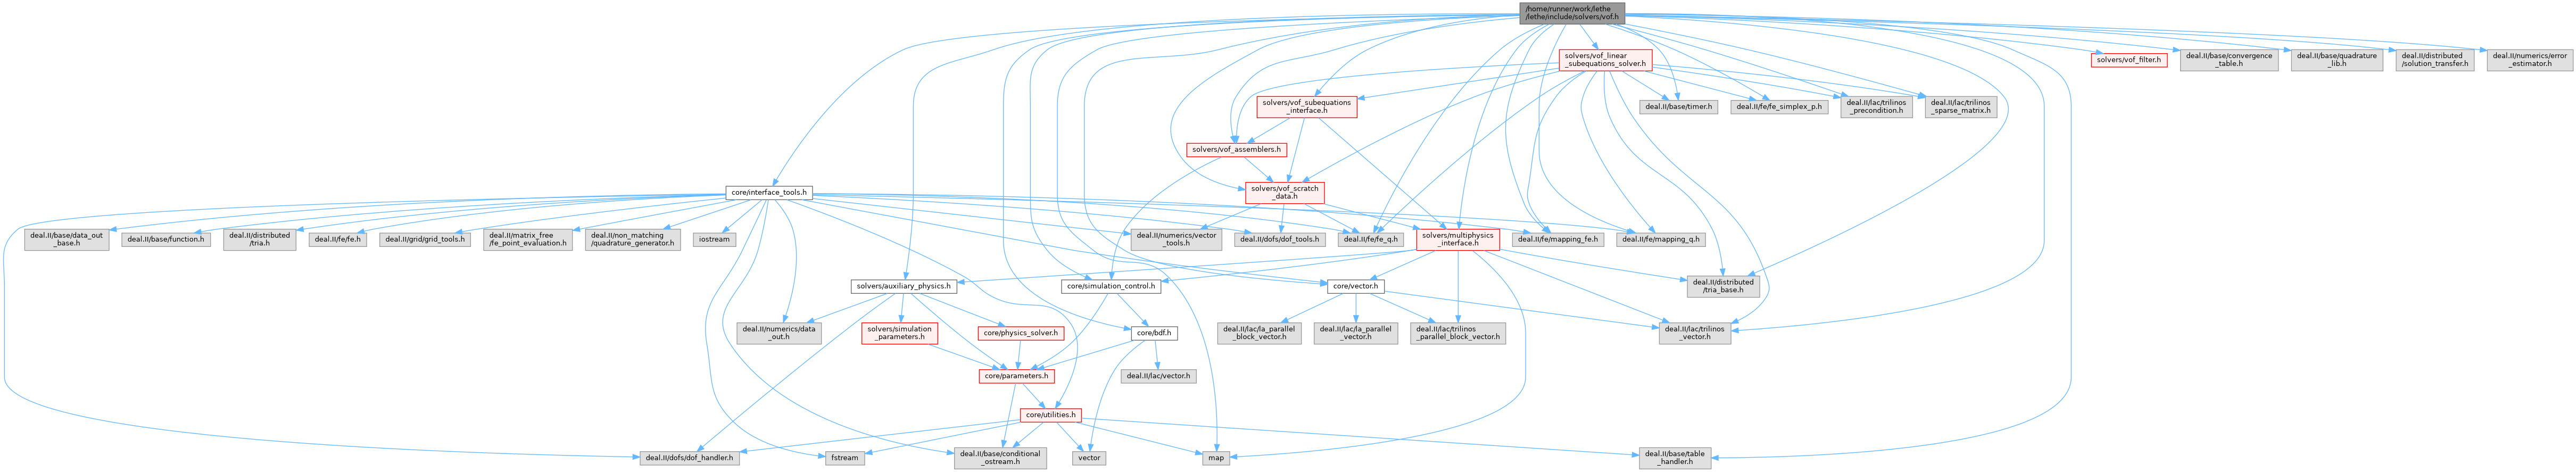 /home/runner/work/lethe
/lethe/include/solvers/vof.h
solvers/vof_linear
_subequations_solver.h
solvers/vof_filter.h
deal.II/base/convergence
_table.h
deal.II/base/quadrature
_lib.h
deal.II/distributed
/solution_transfer.h
deal.II/numerics/error
_estimator.h
solvers/vof_subequations
_interface.h
deal.II/base/timer.h
deal.II/fe/fe_simplex_p.h
deal.II/lac/trilinos
_precondition.h
deal.II/lac/trilinos
_sparse_matrix.h
solvers/vof_assemblers.h
core/interface_tools.h
solvers/vof_scratch
_data.h
deal.II/base/data_out
_base.h
deal.II/base/function.h
deal.II/distributed
/tria.h
deal.II/fe/fe.h
deal.II/grid/grid_tools.h
deal.II/matrix_free
/fe_point_evaluation.h
deal.II/non_matching
/quadrature_generator.h
iostream
deal.II/numerics/vector
_tools.h
deal.II/dofs/dof_tools.h
deal.II/fe/fe_q.h
solvers/multiphysics
_interface.h
deal.II/fe/mapping_fe.h
deal.II/fe/mapping_q.h
solvers/auxiliary_physics.h
core/simulation_control.h
core/vector.h
deal.II/distributed
/tria_base.h
deal.II/numerics/data
_out.h
solvers/simulation
_parameters.h
core/physics_solver.h
core/bdf.h
deal.II/lac/la_parallel
_block_vector.h
deal.II/lac/la_parallel
_vector.h
deal.II/lac/trilinos
_parallel_block_vector.h
deal.II/lac/trilinos
_vector.h
core/parameters.h
deal.II/lac/vector.h
core/utilities.h
deal.II/dofs/dof_handler.h
fstream
deal.II/base/conditional
_ostream.h
vector
map
deal.II/base/table
_handler.h